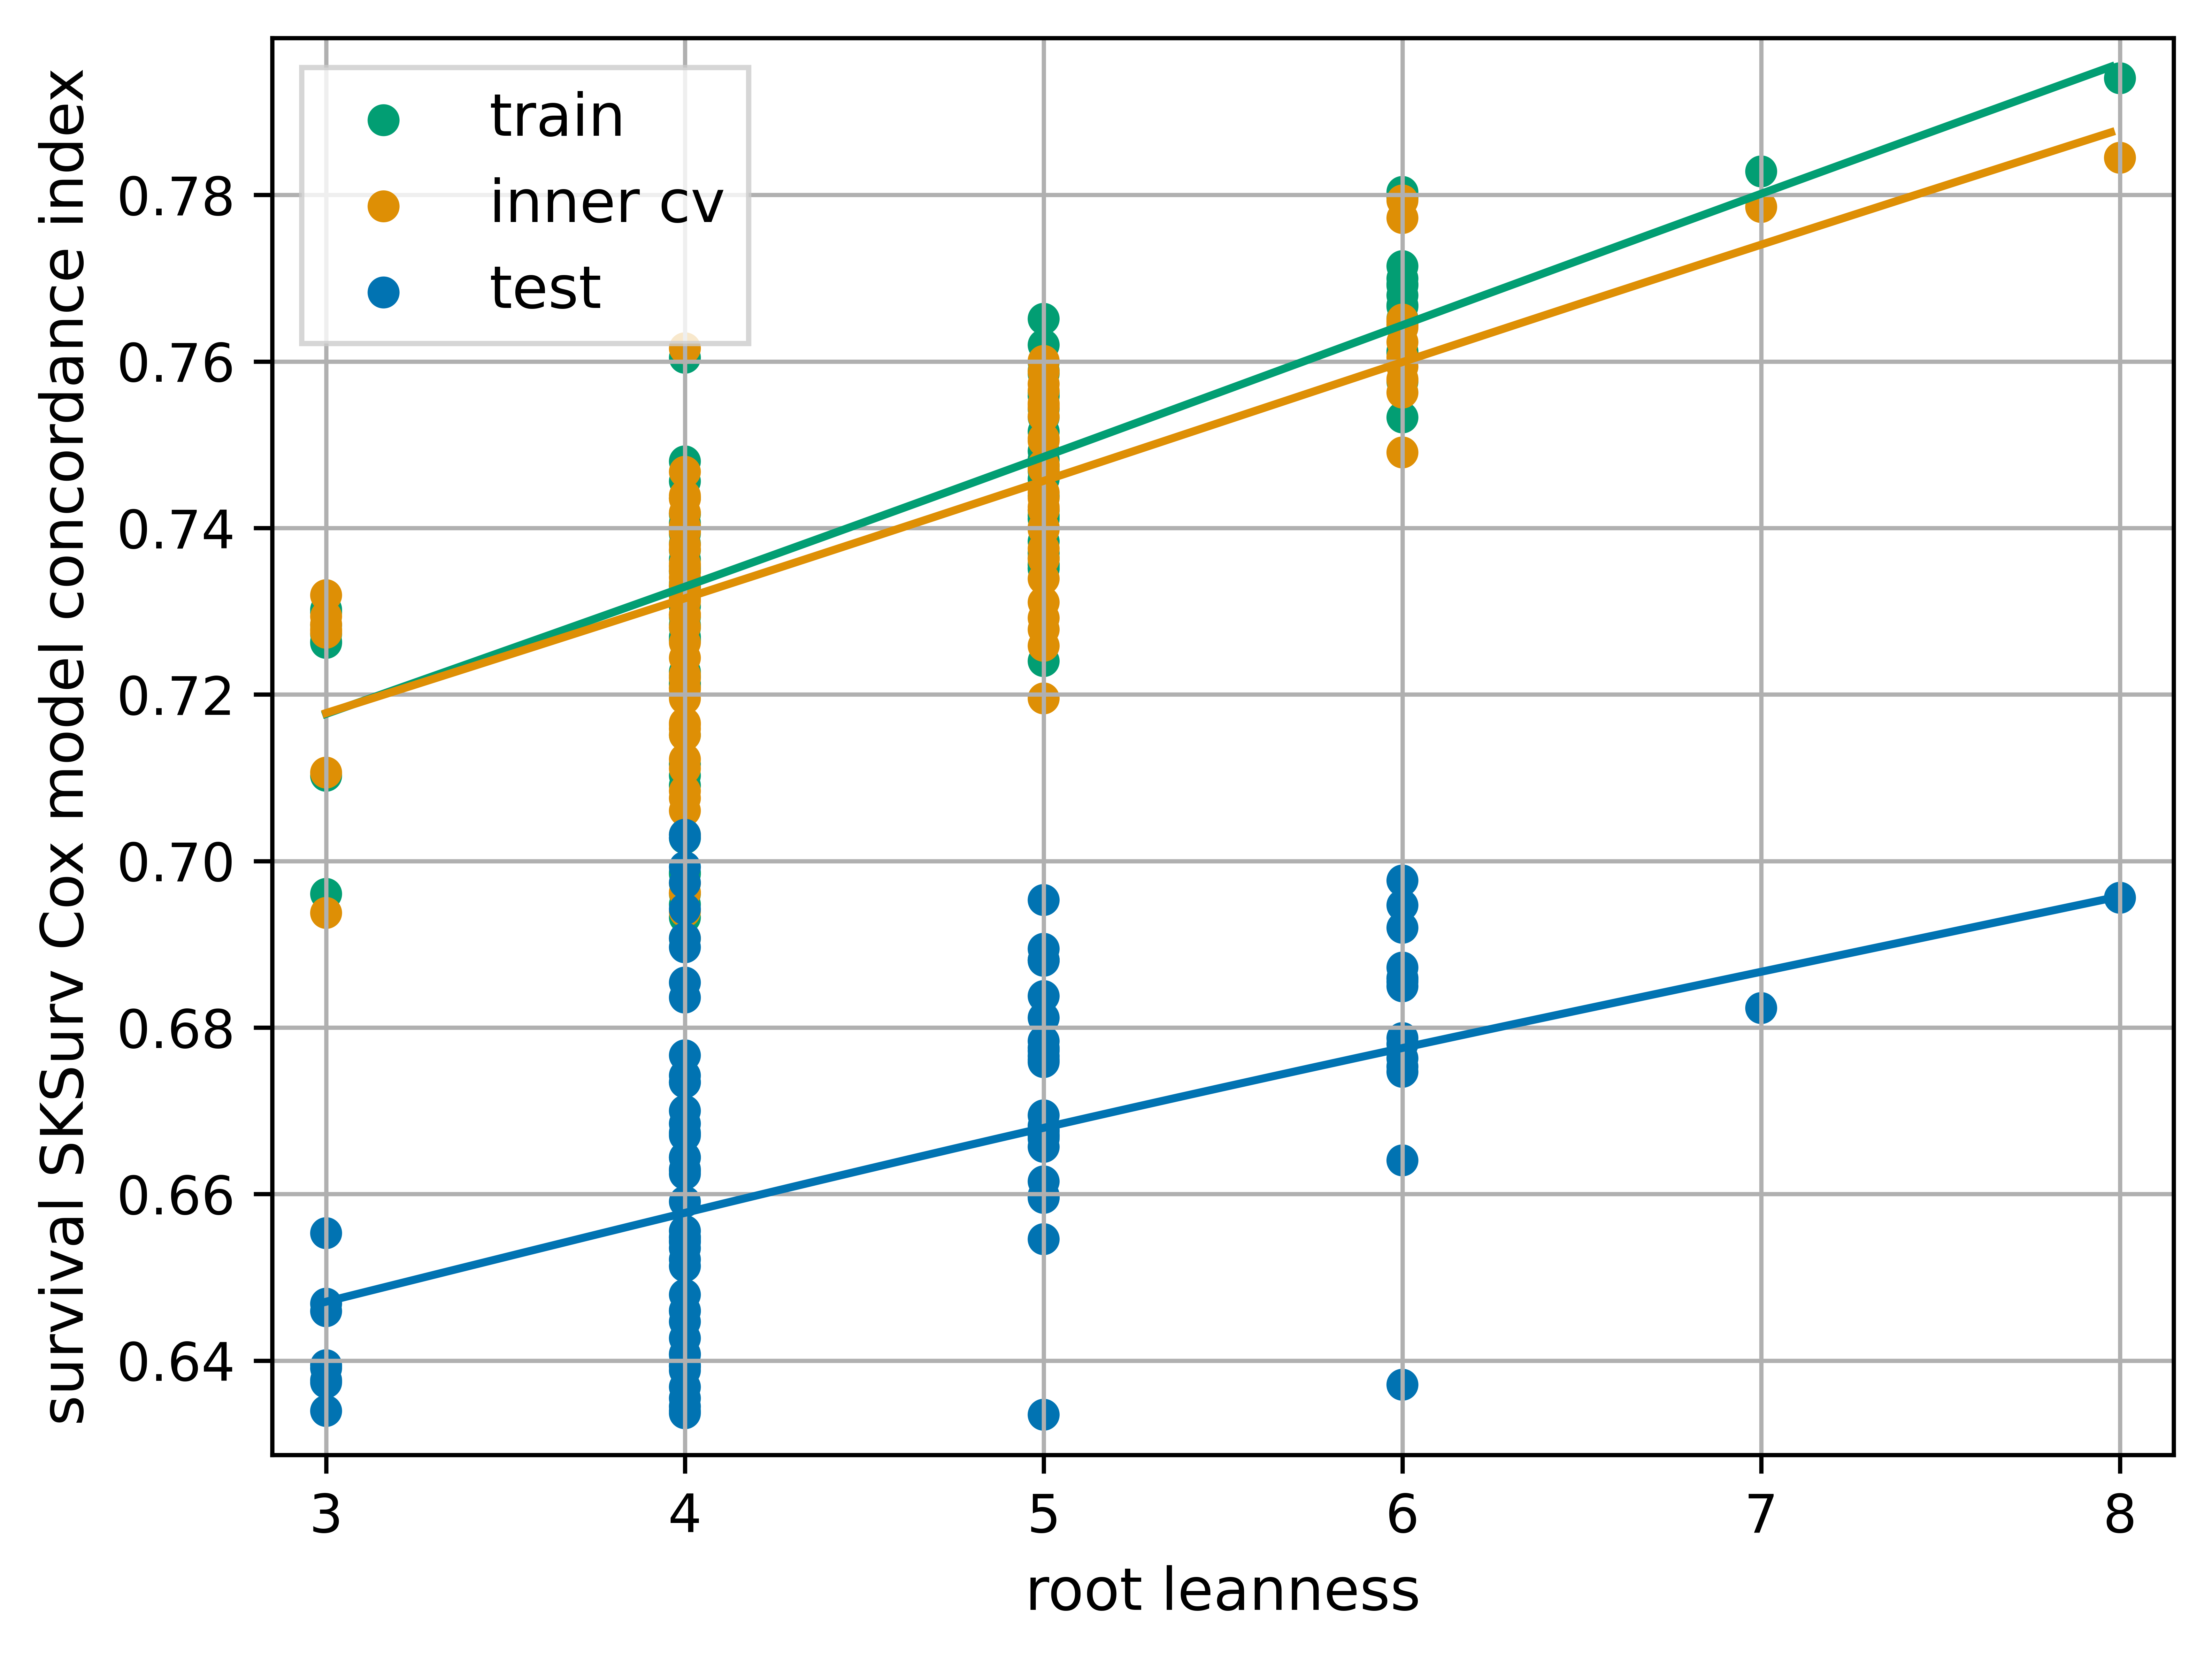 survival SKSurv Cox model concordance index
train
inner cv
test
0.78
0.76
0.74
0.72
0.70
0.68
0.66
0.64
3 4 5 6 7 8
root leanness